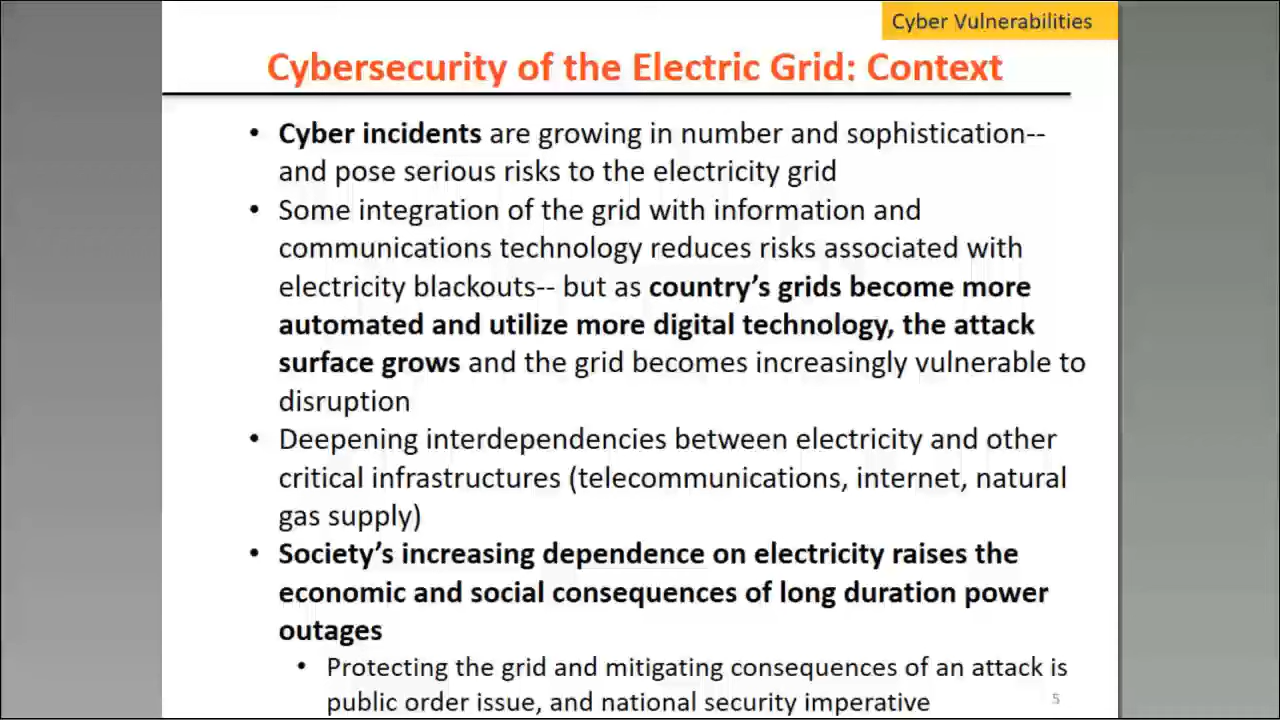 Cyber Vulnerabilities
Cybersecurity of the Electric Grid: Context
• Cyber incidents are growing in number and sophistication--
and pose serious risks to the electricity grid
• Some integration of the grid with information and
communications technology reduces risks associated with
electricity blackouts-- but as country’s grids become more
automated and utilize more digital technology, the attack
surface grows and the grid becomes increasingly vulnerable to
disruption
• Deepening interdependencies between electricity and other
critical infrastructures (telecommunications, internet, natural
gas supply)
• Society’s increasing dependence on electricity raises the
economic and social consequences of long duration power
outages
• Protecting the grid and mitigating consequences of an attack is
public order issue, and national security imperative
5